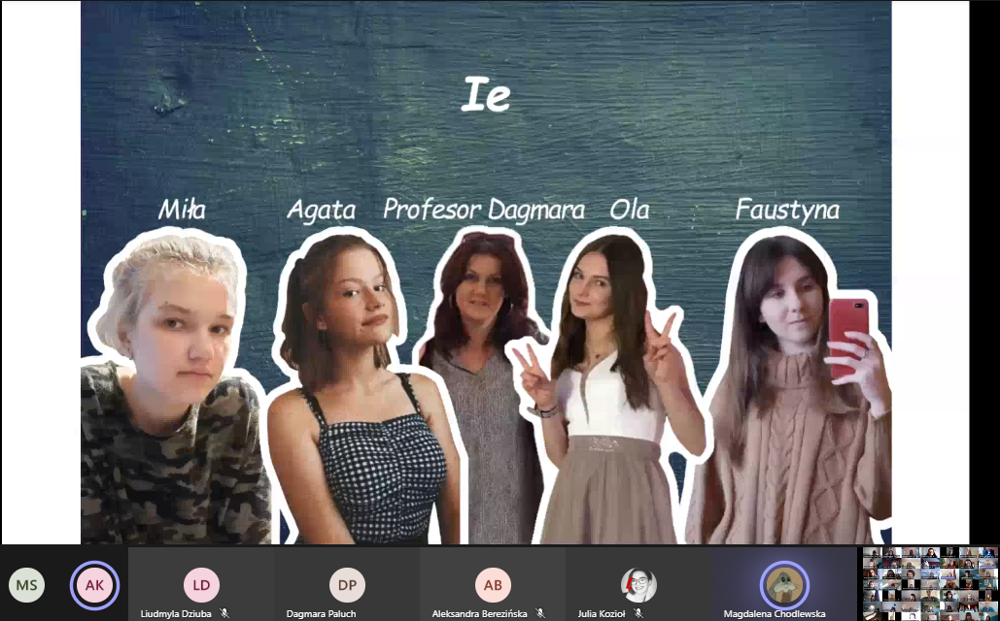 Ie
Miła Agata Profesor Dagmara Ola Faustyna
MS AK LD DP AB
Liudmyla Dziuba Dagmara Paluch Aleksandra Berezińska Julia Kozioł Magdalena Chodlewska